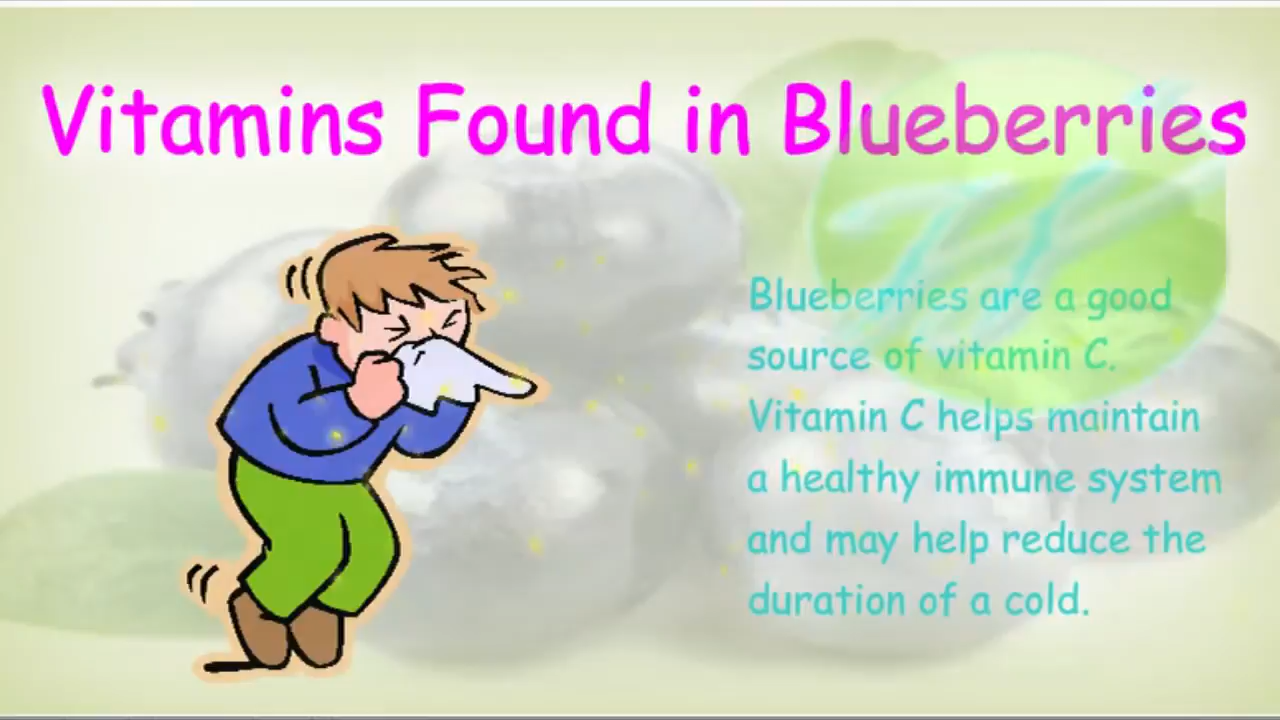 Vitamins Found in Blueberries
Blueberries are a good
source of vitamin C.
Vitamin C helps maintain
a healthy immune system
and may help reduce the
duration of a cold.